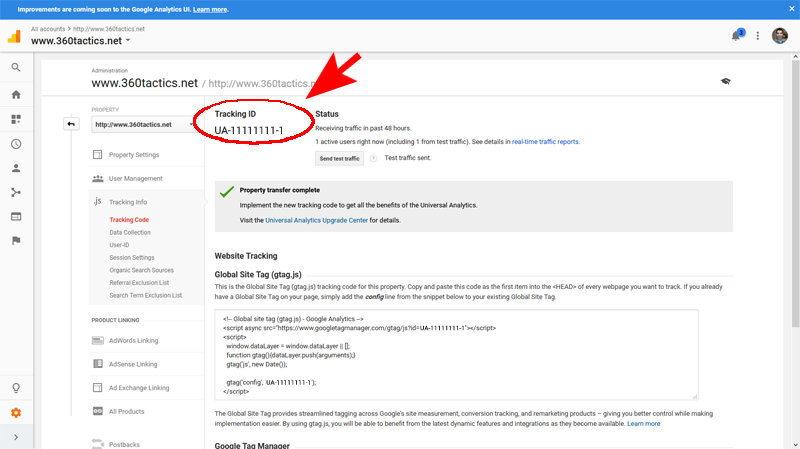 Improvements are coming soon to the Google Analytics UI. Learn more.
All accounts > http://www.360tactics.net
www.360tactics.net
2
Administration
www.360tactics.net / http://www.360tactics.n
PROPERTY
http://www.360tactics.net
Property Settings
User Management
.js Tracking Info
Tracking Code
Data Collection
User-ID
Session Settings
Organic Search Sources
Referral Exclusion List
Search Term Exclusion List
PRODUCT LINKING
AdWords Linking
AdSense Linking
Ad Exchange Linking
All Products
Postbacks
Tracking ID
UA-11111111-1
Status
Receiving traffic in past 48 hours.
1 active users right now (including 1 from test traffic). See details in real-time traffic reports.
Send test traffic ? Test traffic sent.
Property transfer complete
Implement the new tracking code to get all the benefits of the Universal Analytics.
Visit the Universal Analytics Upgrade Center for details.
Website Tracking
Global Site Tag (gtag.js)
This is the Global Site Tag (gtag.js) tracking code for this property. Copy and paste this code as the first item into the <HEAD> of every webpage you want to track. If you already
have a Global Site Tag on your page, simply add the config line from the snippet below to your existing Global Site Tag.
<!-- Global site tag (gtag.js) - Google Analytics -->
<script async src="https://www.googletagmanager.com/gtag/js?id=UA-11111111-1"></script>
<script>
window.dataLayer = window.dataLayer || [];
function gtag(){dataLayer.push(arguments);}
gtag('js', new Date());
gtag('config', 'UA-11111111-1');
</script>
The Global Site Tag provides streamlined tagging across Google's site measurement, conversion tracking, and remarketing products – giving you better control while making
implementation easier. By using gtag.js, you will be able to benefit from the latest dynamic features and integrations as they become available. Learn more
Google Tag Manager